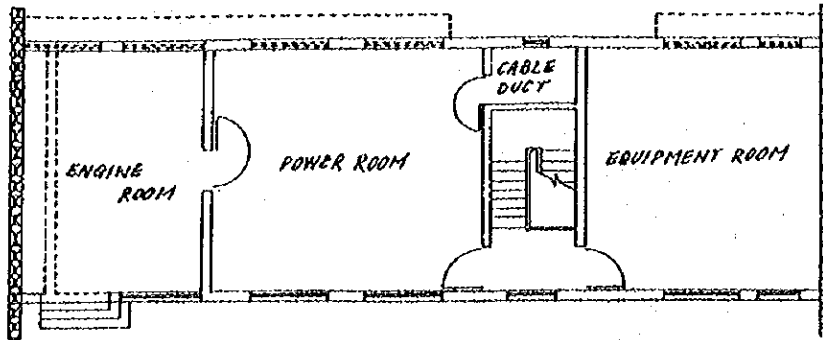 ENGINE
ROOM
POWER ROOM
CABLE
DUCT
EQUIPMENT ROOM